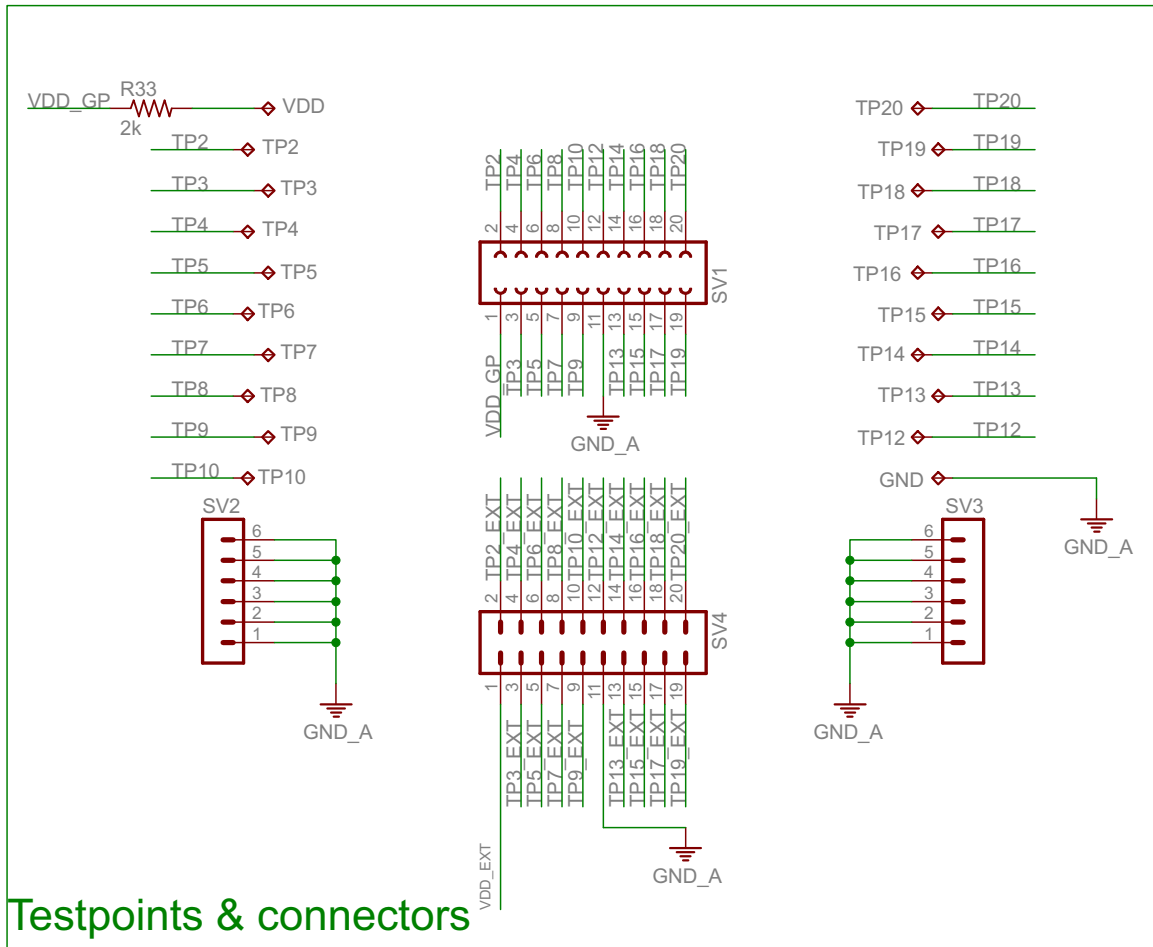 R33
VDD_GP
VDD
2k
TP2 TP2
TP3 TP3
TP4 TP4
TP5 TP5
TP6 TP6
TP7 TP7
TP8 TP8
TP9 TP9
TP10 TP10
TP2 TP4 TP6 TP8 TP10 TP12 TP14 TP16 TP18 TP20
2 4 6 8 10 12 14 16 18 20
SV1
1 3 5 7 9 11 13 15 17 19
VDD_GP TP3 TP5 TP7 TP9 TP13 TP15 TP17 TP19
GND_A
TP20 TP20
TP19 TP19
TP18 TP18
TP17 TP17
TP16 TP16
TP15 TP15
TP14 TP14
TP13 TP13
TP12 TP12
GND
GND_A
SV2
6
5
4
3
2
1
GND_A
TP2_EXT TP4_EXT TP6_EXT TP8_EXT TP10_EXT TP12_EXT TP14_EXT TP16_EXT TP18_EXT TP20_EXT
2 4 6 8 10 12 14 16 18 20
SV4
1 3 5 7 9 11 13 15 17 19
VDD_EXT TP3_EXT TP5_EXT TP7_EXT TP9_EXT TP13_EXT TP15_EXT TP17_EXT TP19_EXT
GND_A
SV3
6
5
4
3
2
1
GND_A
Testpoints & connectors